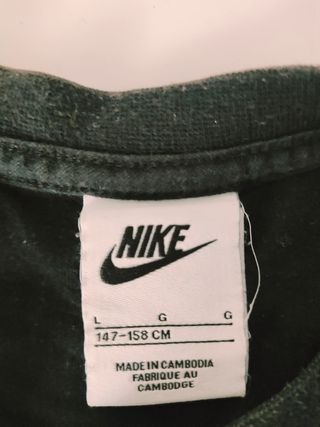 NIKE
L G G
147-158 CM
MADE IN CAMBODIA
FABRIQUE AU
CAMBODGE